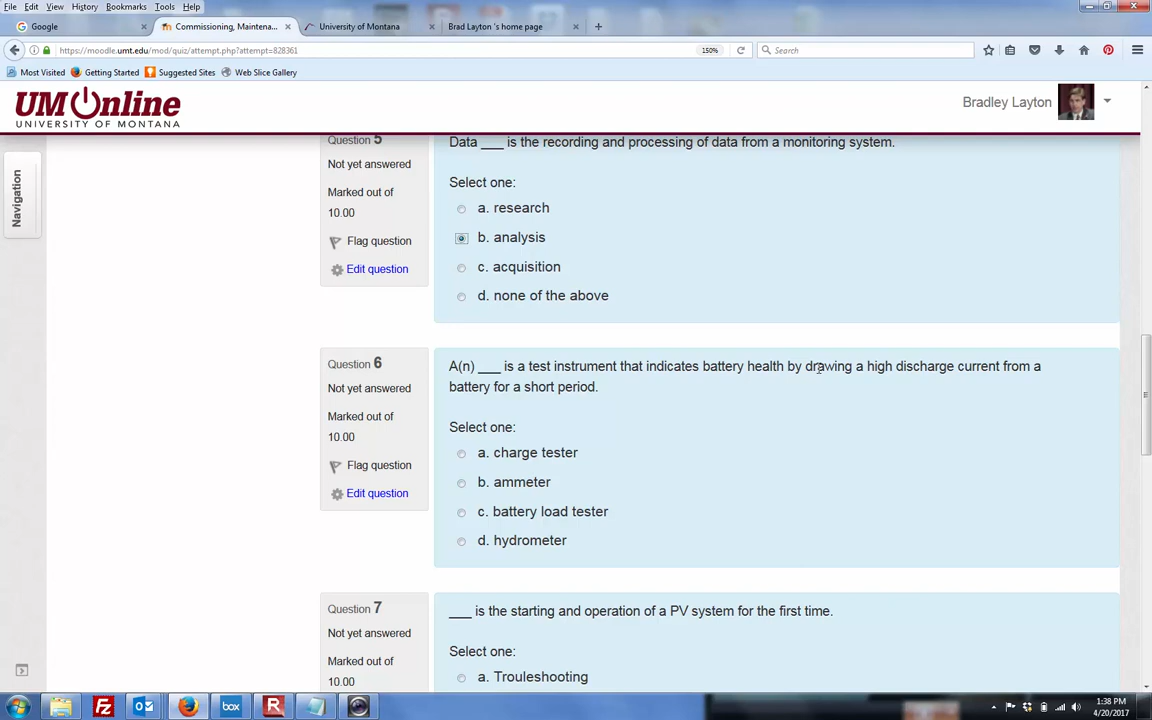 File Edit View History Bookmarks Tools Help
Google
Commissioning, Maintena...
University of Montana
Brad Layton 's home page
https://moodle.umt.edu/mod/quiz/attempt.php?attempt=828361
150%
Search
Most Visited Getting Started Suggested Sites Web Slice Gallery
UM Online
UNIVERSITY OF MONTANA
Bradley Layton
Navigation
Question 5
Not yet answered
Marked out of
10.00
Flag question
Edit question
Data ___ is the recording and processing of data from a monitoring system.
Select one:
a. research
b. analysis
c. acquisition
d. none of the above
Question 6
Not yet answered
Marked out of
10.00
Flag question
Edit question
A(n) ___ is a test instrument that indicates battery health by drawing a high discharge current from a
battery for a short period.
Select one:
a. charge tester
b. ammeter
c. battery load tester
d. hydrometer
Question 7
Not yet answered
Marked out of
10.00
___ is the starting and operation of a PV system for the first time.
Select one:
a. Trouleshooting
Fz
box
R
1:38 PM
4/20/2017